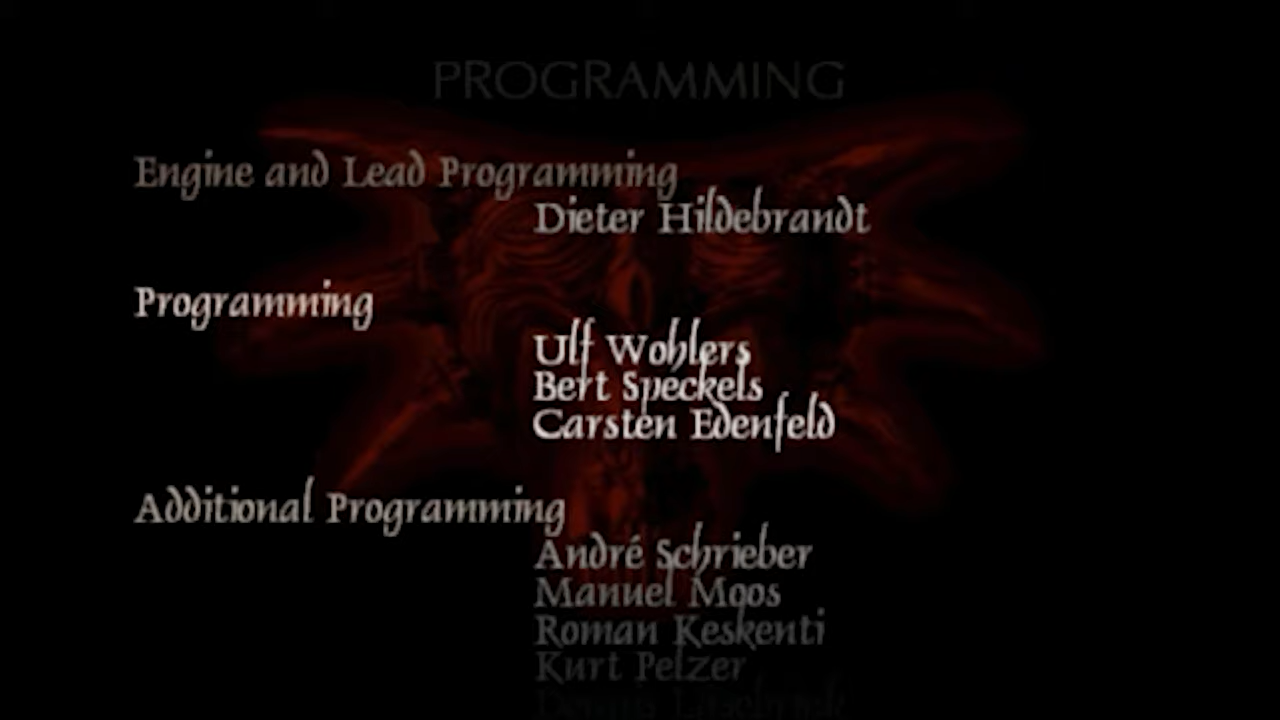 PROGRAMMING
Engine and Lead Programming
Dieter Hildebrandt
Programming
Ulf Wohlers
Bert Speckels
Carsten Edenfeld
Additional Programming
André Schrieber
Manuel Moos
Roman Keskenti
Kurt Pelzer
Dennis